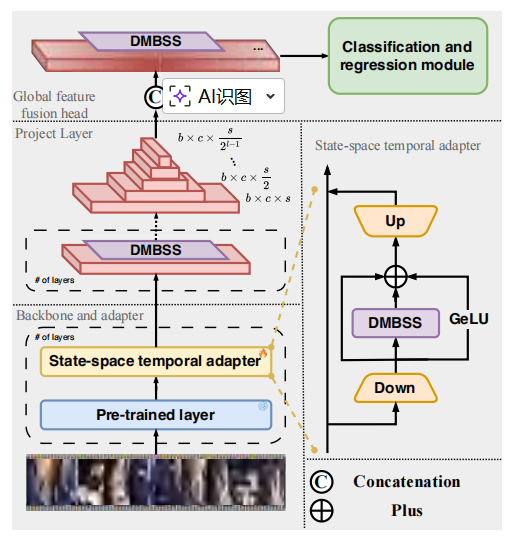 DMBSS
...
Classification and
regression module
Global feature
fusion head
C
AI识图
Project Layer
b × c × s/2^{l-1}
⋮
b × c × s/2
b × c × s
DMBSS
# of layers
Backbone and adapter
# of layers
State-space temporal adapter
Pre-trained layer
State-space temporal adapter
Up
DMBSS
GeLU
Down
C Concatenation
Plus